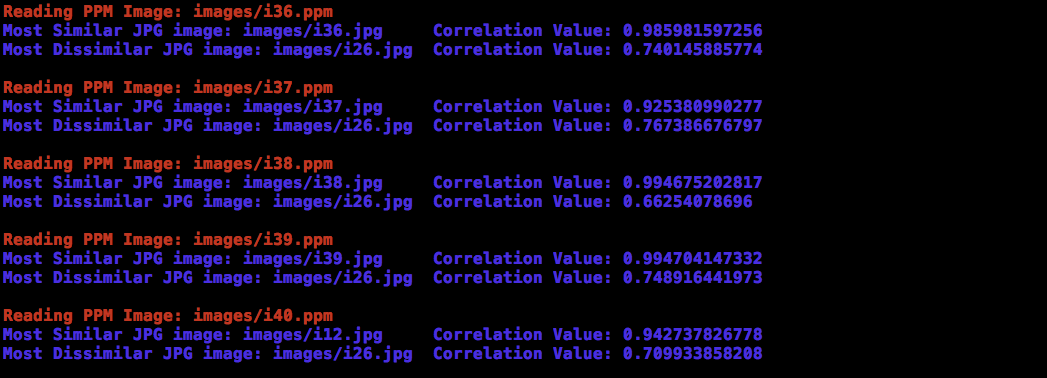 Reading PPM Image: images/i36.ppm
Most Similar JPG image: images/i36.jpg Correlation Value: 0.985981597256
Most Dissimilar JPG image: images/i26.jpg Correlation Value: 0.740145885774
Reading PPM Image: images/i37.ppm
Most Similar JPG image: images/i37.jpg Correlation Value: 0.925380990277
Most Dissimilar JPG image: images/i26.jpg Correlation Value: 0.767386676797
Reading PPM Image: images/i38.ppm
Most Similar JPG image: images/i38.jpg Correlation Value: 0.994675202817
Most Dissimilar JPG image: images/i26.jpg Correlation Value: 0.66254078696
Reading PPM Image: images/i39.ppm
Most Similar JPG image: images/i39.jpg Correlation Value: 0.994704147332
Most Dissimilar JPG image: images/i26.jpg Correlation Value: 0.748916441973
Reading PPM Image: images/i40.ppm
Most Similar JPG image: images/i12.jpg Correlation Value: 0.942737826778
Most Dissimilar JPG image: images/i26.jpg Correlation Value: 0.709933858208